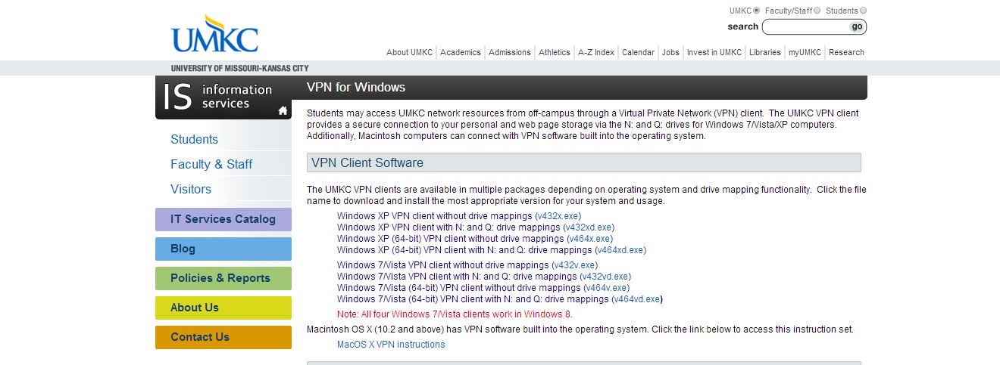 UMKC Faculty/Staff Students
search go
UMKC
About UMKC Academics Admissions Athletics A-Z Index Calendar Jobs Invest in UMKC Libraries myUMKC Research
UNIVERSITY OF MISSOURI-KANSAS CITY
IS information services
VPN for Windows
Students may access UMKC network resources from off-campus through a Virtual Private Network (VPN) client. The UMKC VPN client
provides a secure connection to your personal and web page storage via the N: and Q: drives for Windows 7/Vista/XP computers.
Additionally, Macintosh computers can connect with VPN software built into the operating system.
Students
Faculty & Staff
Visitors
IT Services Catalog
Blog
Policies & Reports
About Us
Contact Us
VPN Client Software
The UMKC VPN clients are available in multiple packages depending on operating system and drive mapping functionality. Click the file
name to download and install the most appropriate version for your system and usage.
Windows XP VPN client without drive mappings (v432x.exe)
Windows XP VPN client with N: and Q: drive mappings (v432xd.exe)
Windows XP (64-bit) VPN client without drive mappings (v464x.exe)
Windows XP (64-bit) VPN client with N: and Q: drive mappings (v464xd.exe)
Windows 7/Vista VPN client without drive mappings (v432v.exe)
Windows 7/Vista VPN client with N: and Q: drive mappings (v432vd.exe)
Windows 7/Vista (64-bit) VPN client without drive mappings (v464v.exe)
Windows 7/Vista (64-bit) VPN client with N: and Q: drive mappings (v464vd.exe)
Note: All four Windows 7/Vista clients work in Windows 8.
Macintosh OS X (10.2 and above) has VPN software built into the operating system. Click the link below to access this instruction set.
MacOS X VPN instructions